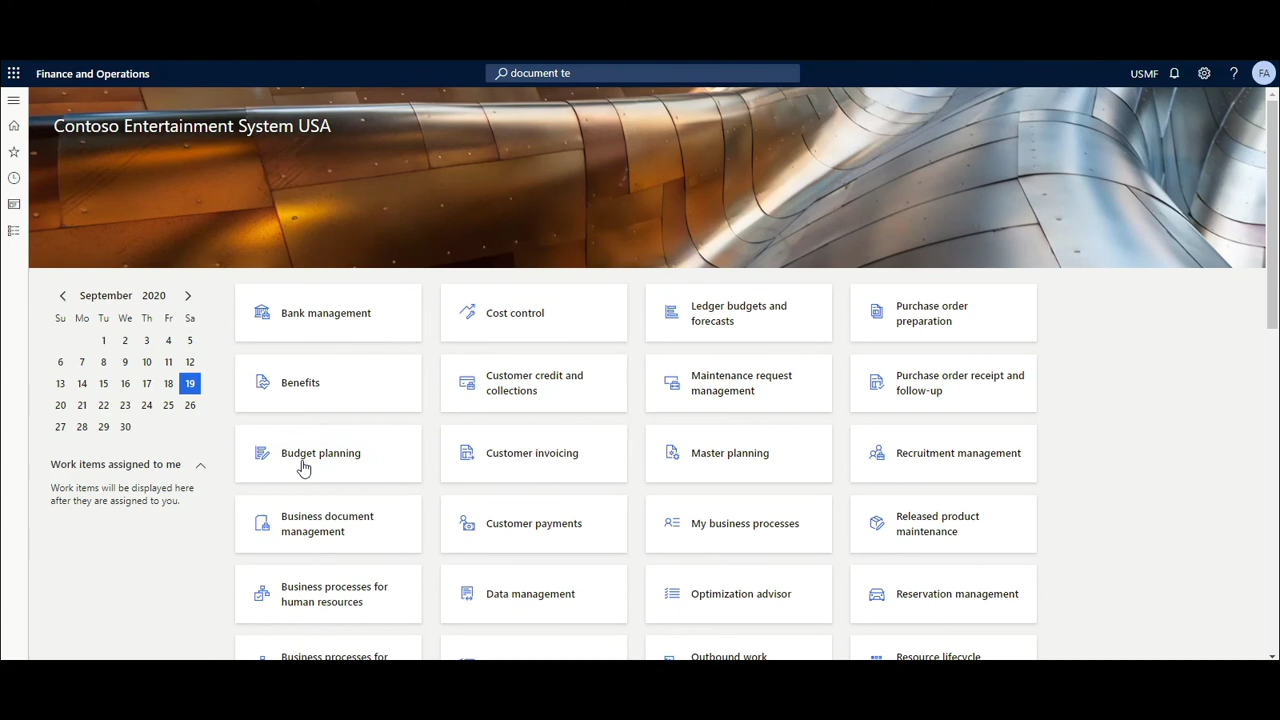 Finance and Operations
document te
USMF
?
FA
Contoso Entertainment System USA
September 2020
Su Mo Tu We Th Fr Sa
1 2 3 4 5
6 7 8 9 10 11 12
13 14 15 16 17 18 19
20 21 22 23 24 25 26
27 28 29 30
Work items assigned to me
Work items will be displayed here
after they are assigned to you.
Bank management
Cost control
Ledger budgets and
forecasts
Purchase order
preparation
Benefits
Customer credit and
collections
Maintenance request
management
Purchase order receipt and
follow-up
Budget planning
Customer invoicing
Master planning
Recruitment management
Business document
management
Customer payments
My business processes
Released product
maintenance
Business processes for
human resources
Data management
Optimization advisor
Reservation management
Business processes for
Outbound work
Resource lifecycle